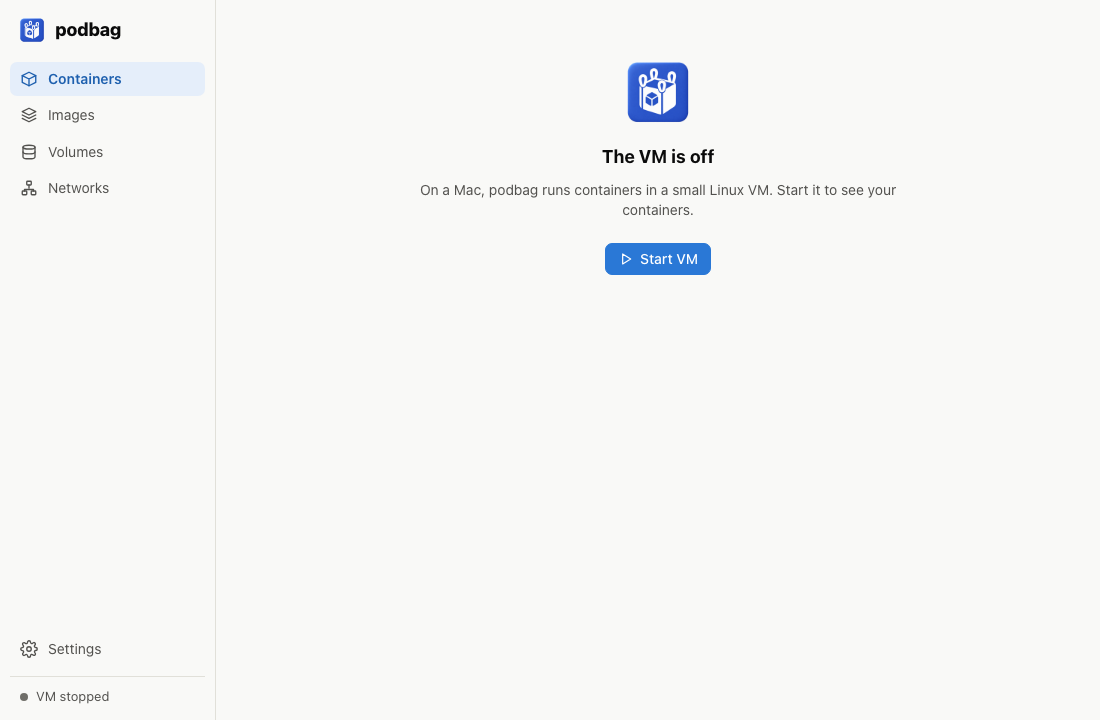 podbag
Containers
Images
Volumes
Networks
Settings
VM stopped
The VM is off
On a Mac, podbag runs containers in a small Linux VM. Start it to see your
containers.
Start VM